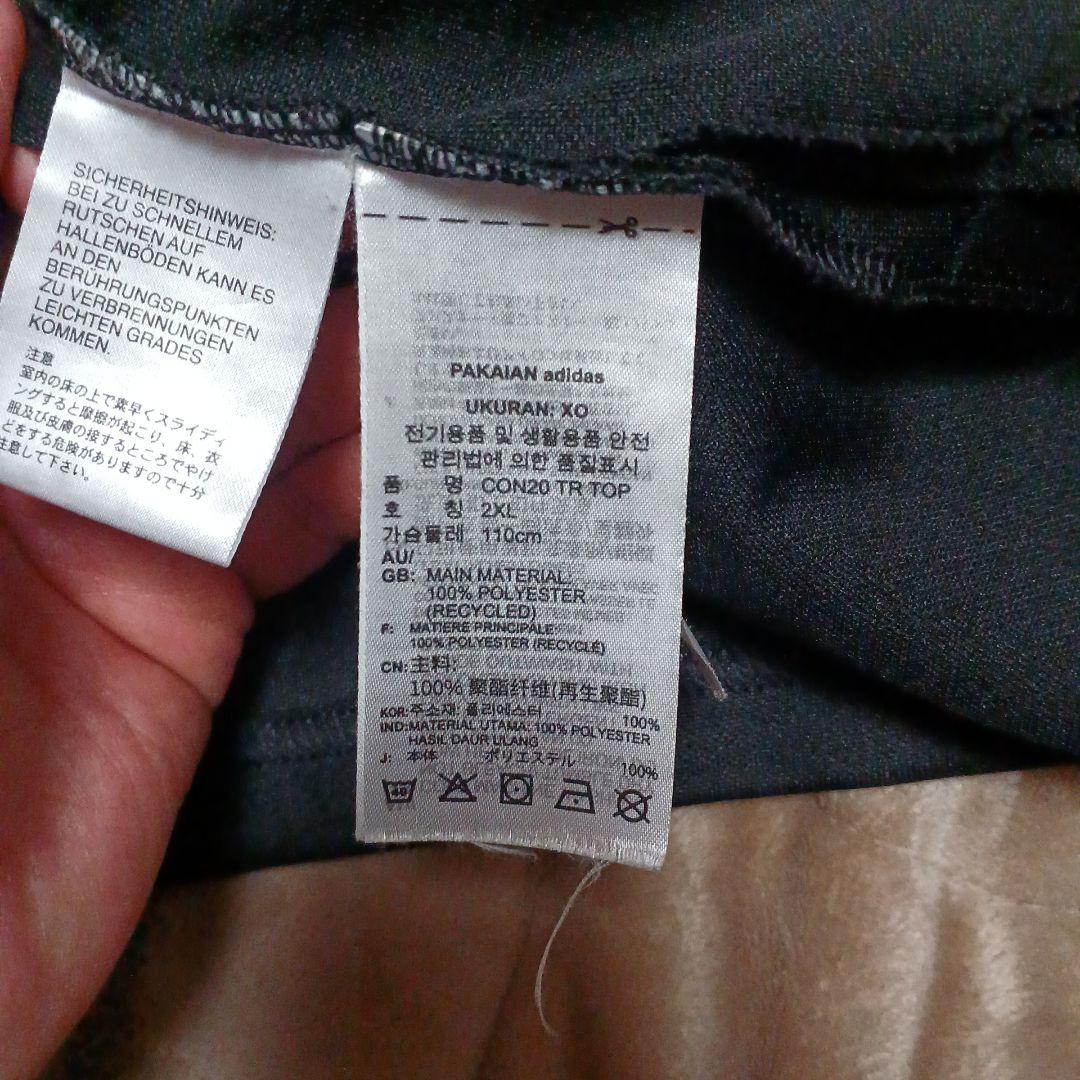 SICHERHEITSHINWEIS:
BEI ZU SCHNELLEM
RUTSCHEN AUF
HALLENBÖDEN KANN ES
AN DEN
BERÜHRUNGSPUNKTEN
ZU VERBRENNUNGEN
LEICHTEN GRADES
KOMMEN.
注意
室内の床の上で素早くスライディ
ングすると摩擦が起こり、床、衣
服及び皮膚の接するところでやけ
どをする危険がありますので十分
注意して下さい。
PAKAIAN adidas
UKURAN: XO
전기용품 및 생활용품 안전
관리법에 의한 품질표시
품 명 CON20 TR TOP
호 칭 2XL
가슴둘레 110cm
AU/
GB: MAIN MATERIAL:
100% POLYESTER
(RECYCLED)
F: MATIERE PRINCIPALE:
100% POLYESTER (RECYCLÉ)
CN: 主料:
100% 聚酯纤维(再生聚酯)
KOR: 주소재: 폴리에스터 100%
IND: MATERIAL UTAMA: 100% POLYESTER
HASIL DAUR ULANG
J: 本体 ポリエステル 100%
40